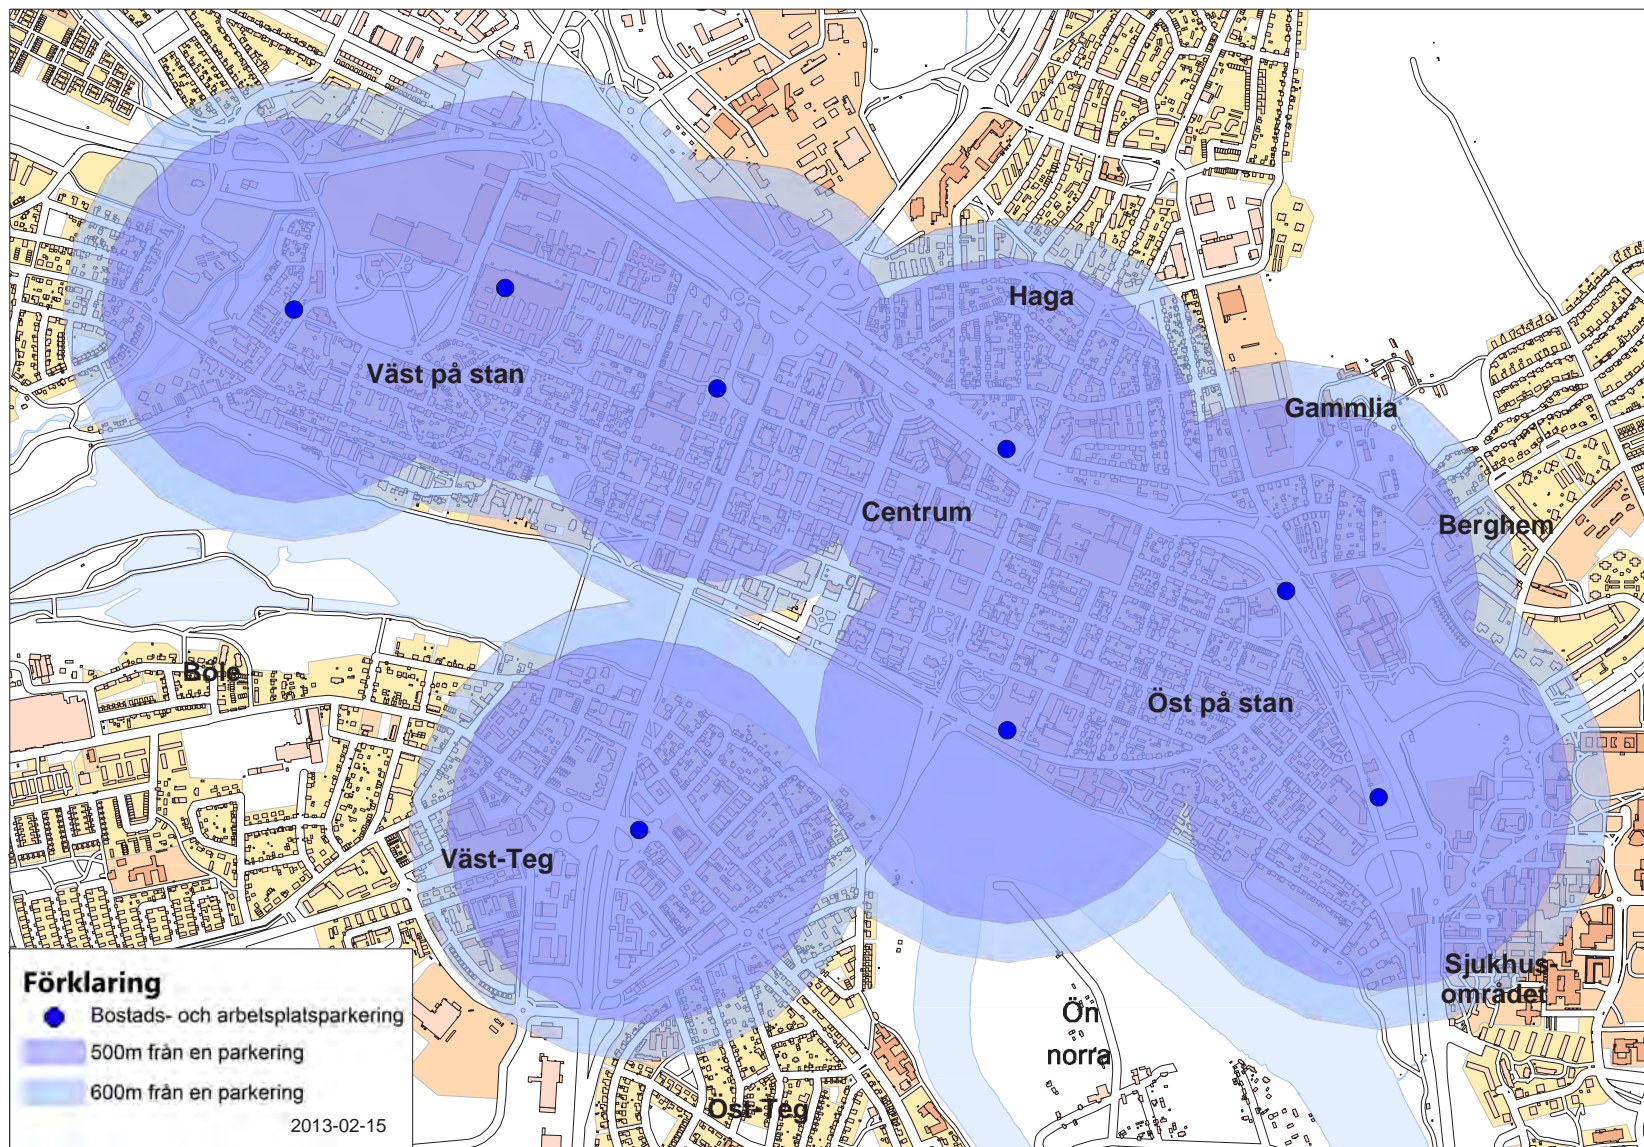 Haga
Väst på stan
Gammlia
Centrum
Berghem
Böle
Öst på stan
Väst-Teg
Sjukhus-
området
Ön
norra
Öst-Teg
Förklaring
Bostads- och arbetsplatsparkering
500m från en parkering
600m från en parkering
2013-02-15